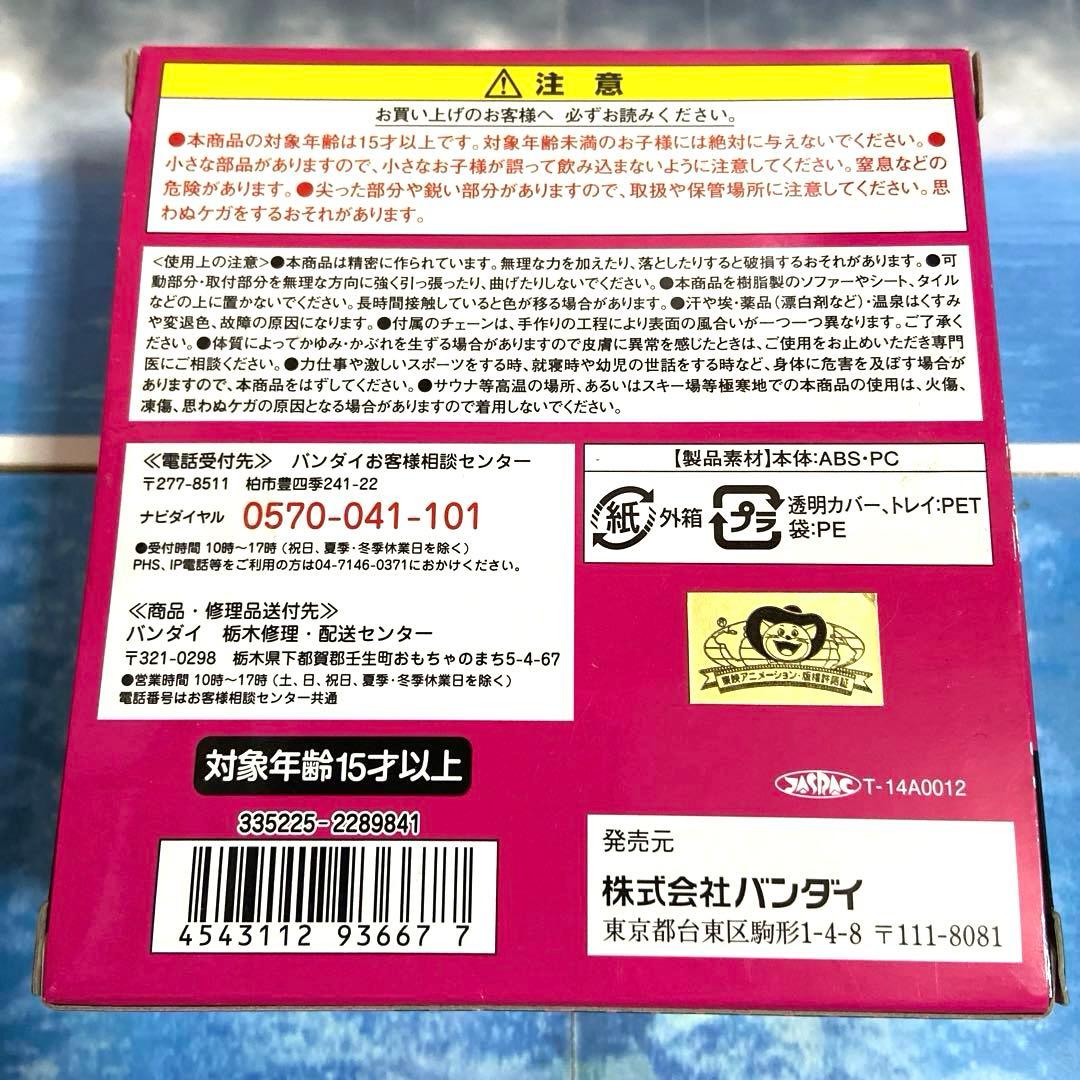 注意
お買い上げのお客様へ 必ずお読みください。
●本商品の対象年齢は15才以上です。対象年齢未満のお子様には絶対に与えないでください。●
小さな部品がありますので、小さなお子様が誤って飲み込まないように注意してください。窒息などの
危険があります。●尖った部分や鋭い部分がありますので、取扱や保管場所に注意してください。思
わぬケガをするおそれがあります。
<使用上の注意>●本商品は精密に作られています。無理な力を加えたり、落としたりすると破損するおそれがあります。●可
動部分・取付部分を無理な方向に強く引っ張ったり、曲げたりしないでください。●本商品を樹脂製のソファーやシート、タイル
などの上に置かないでください。長時間接触していると色が移る場合があります。●汗や埃・薬品(漂白剤など)・温泉はくすみ
や変退色、故障の原因になります。●付属のチェーンは、手作りの工程により表面の風合いが一つ一つ異なります。ご了承く
ださい。●体質によってかゆみ・かぶれを生ずる場合がありますので皮膚に異常を感じたときは、ご使用をお止めいただき専門
医にご相談ください。●力仕事や激しいスポーツをする時、就寝時や幼児の世話をする時など、身体に危害を及ぼす場合が
ありますので、本商品をはずしてください。●サウナ等高温の場所、あるいはスキー場等極寒地での本商品の使用は、火傷、
凍傷、思わぬケガの原因となる場合がありますので着用しないでください。
≪電話受付先≫ バンダイお客様相談センター
〒277-8511 柏市豊四季241-22
ナビダイヤル 0570-041-101
●受付時間 10時〜17時(祝日、夏季・冬季休業日を除く)
PHS、IP電話等をご利用の方は04-7146-0371におかけください。
≪商品・修理品送付先≫
バンダイ 栃木修理・配送センター
〒321-0298 栃木県下都賀郡壬生町おもちゃのまち5-4-67
●営業時間 10時〜17時(土、日、祝日、夏季・冬季休業日を除く)
電話番号はお客様相談センター共通
【製品素材】本体:ABS・PC
紙 外箱 プラ 透明カバー、トレイ:PET
袋:PE
東映アニメーション・版権許諾証
対象年齢15才以上
JASRAC T-14A0012
335225-2289841
4543112 93667 7
発売元
株式会社バンダイ
東京都台東区駒形1-4-8 〒111-8081